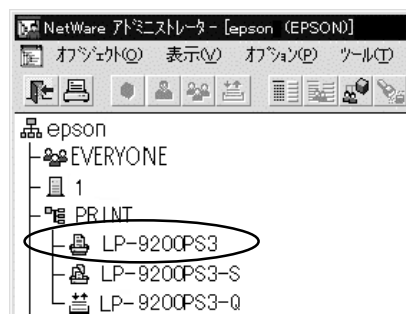 NetWare ｱﾄﾞﾐﾆｽﾄﾚｰﾀ - [epson （EPSON)]
ｵﾌﾞｼﾞｪｸﾄ(O) 表示(V) ｵﾌﾟｼｮﾝ(P) ﾂｰﾙ(T)
epson
EVERYONE
1
PRINT
LP-9200PS3
LP-9200PS3-S
LP-9200PS3-Q